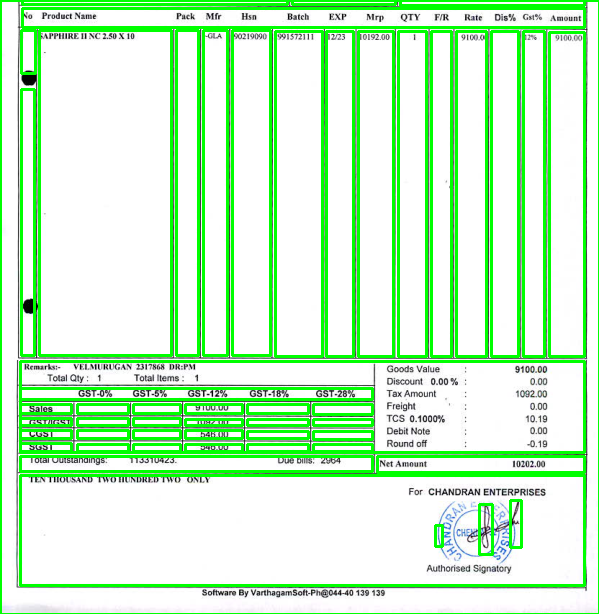 No Product Name Pack Mfr Hsn Batch EXP Mrp QTY F/R Rate Dis% Gst% Amount
SAPPHIRE II NC 2.50 X 10 -GLA 90219090 991572111 12/23 10192.00 1 9100.0 12% 9100.00
Remarks:- VELMURUGAN 2317868 DR:PM
Total Qty : 1 Total Items : 1
GST-0% GST-5% GST-12% GST-18% GST-28%
Sales 9100.00
GST/IGST 1092.00
CGST 546.00
SGST 546.00
Total Outstandings: 113310423. Due bills: 2964
Goods Value : 9100.00
Discount 0.00 % : 0.00
Tax Amount : 1092.00
Freight : 0.00
TCS 0.1000% : 10.19
Debit Note : 0.00
Round off : -0.19
Net Amount 10202.00
TEN THOUSAND TWO HUNDRED TWO ONLY
For CHANDRAN ENTERPRISES
CHANDRAN ENTERPRISES
Authorised Signatory
Software By VarthagamSoft-Ph@044-40 139 139